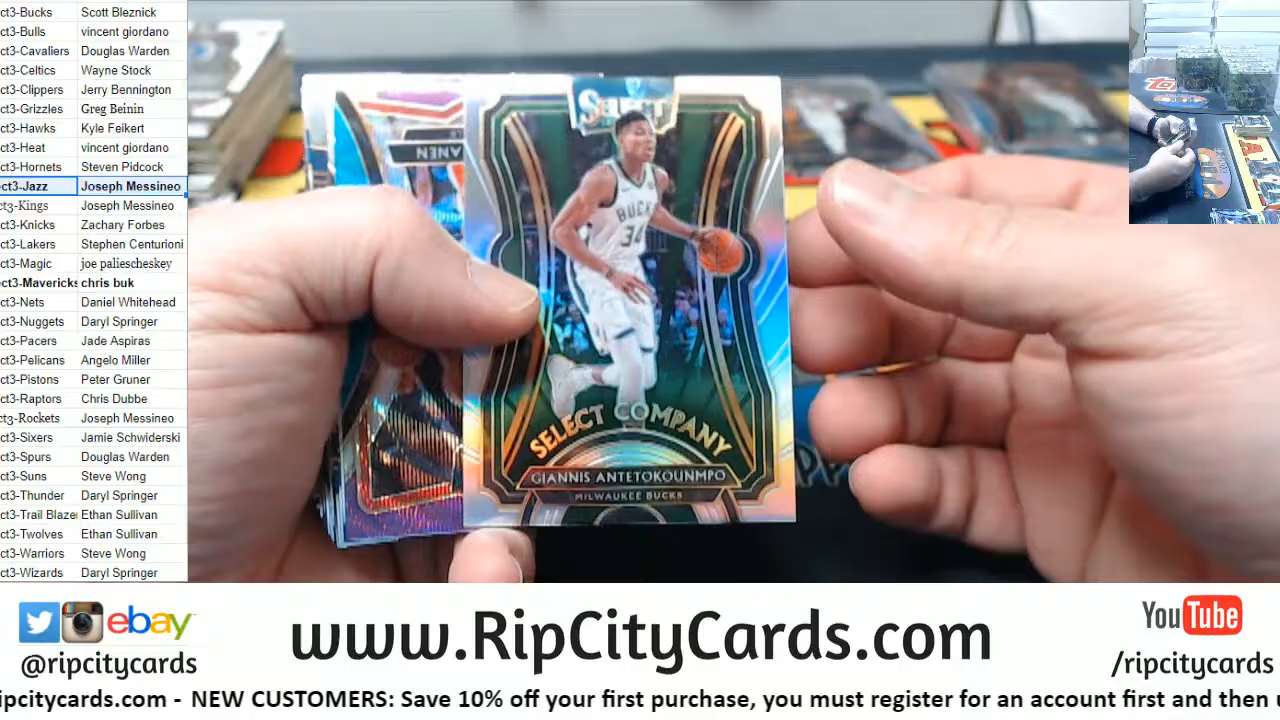 ct3-Bucks Scott Bleznick
ct3-Bulls vincent giordano
ct3-Cavaliers Douglas Warden
ct3-Celtics Wayne Stock
ct3-Clippers Jerry Bennington
ct3-Grizzles Greg Beinin
ct3-Hawks Kyle Feikert
ct3-Heat vincent giordano
ct3-Hornets Steven Pidcock
ect3-Jazz Joseph Messineo
ct3-Kings Joseph Messineo
ct3-Knicks Zachary Forbes
ct3-Lakers Stephen Centurioni
ct3-Magic joe paliescheskey
ect3-Mavericks chris buk
ct3-Nets Daniel Whitehead
ct3-Nuggets Daryl Springer
ct3-Pacers Jade Aspiras
ct3-Pelicans Angelo Miller
ct3-Pistons Peter Gruner
ct3-Raptors Chris Dubbe
ct3-Rockets Joseph Messineo
ct3-Sixers Jamie Schwiderski
ct3-Spurs Douglas Warden
ct3-Suns Steve Wong
ct3-Thunder Daryl Springer
ct3-Trail Blazer Ethan Sullivan
ct3-Twolves Ethan Sullivan
ct3-Warriors Steve Wong
ct3-Wizards Daryl Springer
SELECT
BUCKS
34
SELECT COMPANY
GIANNIS ANTETOKOUNMPO
MILWAUKEE BUCKS
ebay
@ripcitycards
www.RipCityCards.com
YouTube
/ripcitycards
ipcitycards.com - NEW CUSTOMERS: Save 10% off your first purchase, you must register for an account first and then u